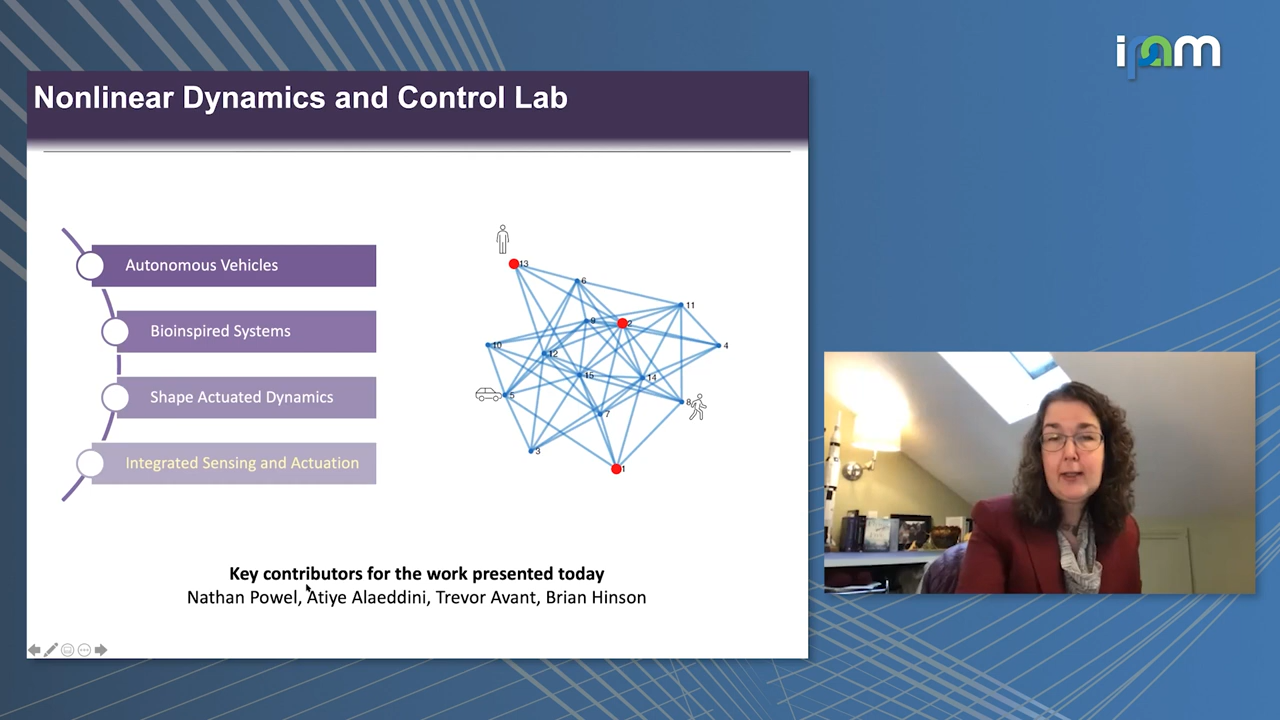 ipam
Nonlinear Dynamics and Control Lab
Autonomous Vehicles
Bioinspired Systems
Shape Actuated Dynamics
Integrated Sensing and Actuation
13
6
11
9
2
10
4
12
15
14
5
8
7
3
1
Key contributors for the work presented today
Nathan Powel, Atiye Alaeddini, Trevor Avant, Brian Hinson